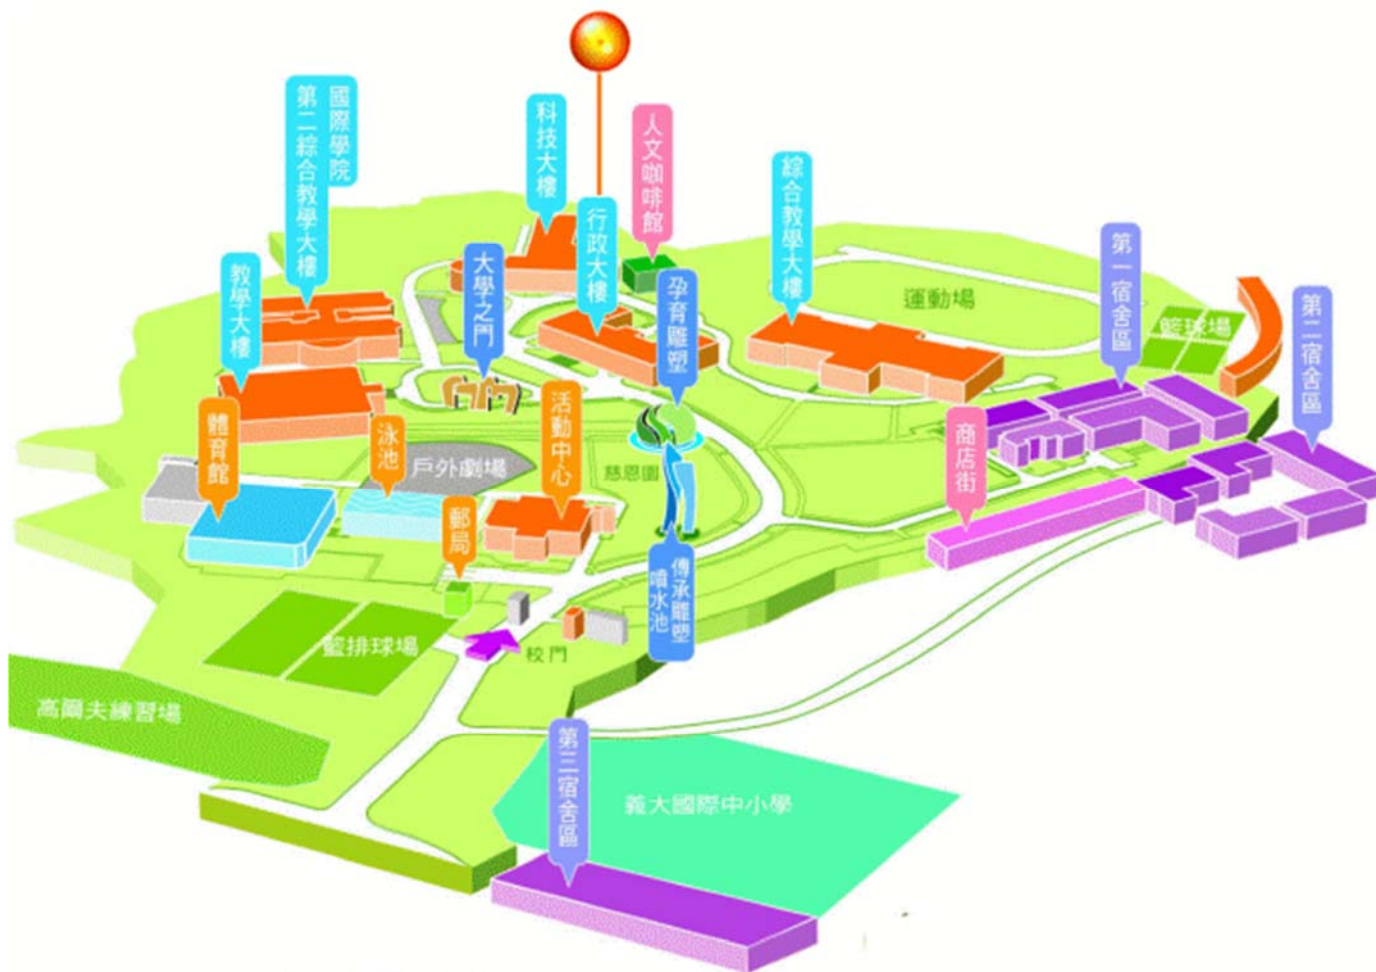 國際學院
第二綜合教學大樓
科技大樓
人文咖啡館
行政大樓
綜合教學大樓
教學大樓
大學之門
孕育雕塑
運動場
第一宿舍區
籃球場
第二宿舍區
體育館
泳池
戶外劇場
活動中心
慈恩園
商店街
郵局
傳承雕塑
噴水池
籃排球場
校門
高爾夫練習場
第三宿舍區
義大國際中小學